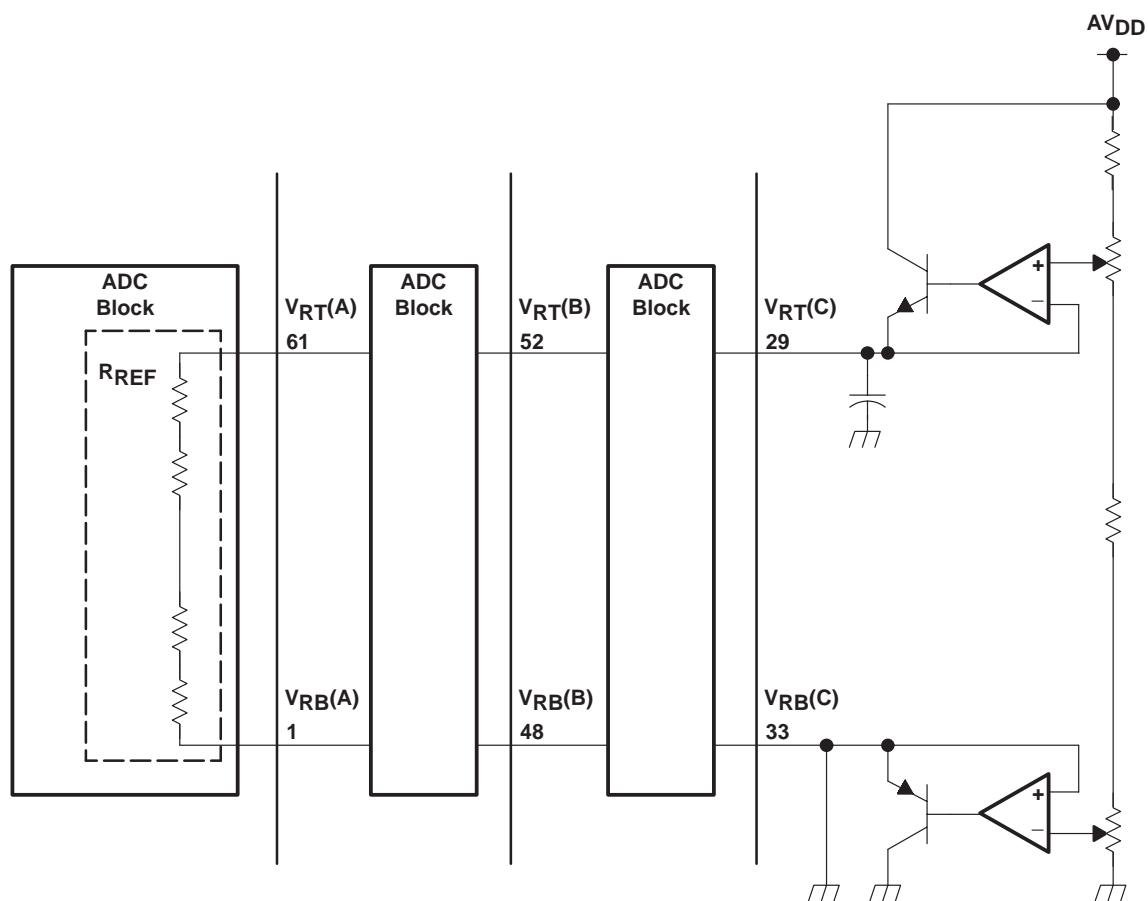 AVDD
ADC
Block
RREF
VRT(A)
61
ADC
Block
VRT(B)
52
ADC
Block
VRT(C)
29
+
–
VRB(A)
1
VRB(B)
48
VRB(C)
33
+
–